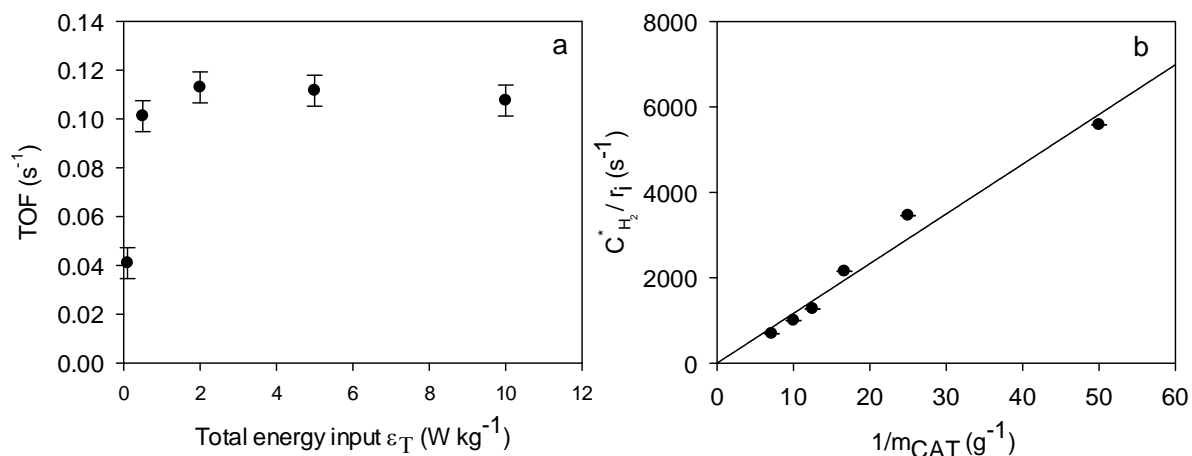 a
TOF (s⁻¹)
0.14
0.12
0.10
0.08
0.06
0.04
0.02
0.00
0 2 4 6 8 10 12
Total energy input εT (W kg⁻¹)
b
C*H₂ / ri (s⁻¹)
8000
6000
4000
2000
0
0 10 20 30 40 50 60
1/mCAT (g⁻¹)